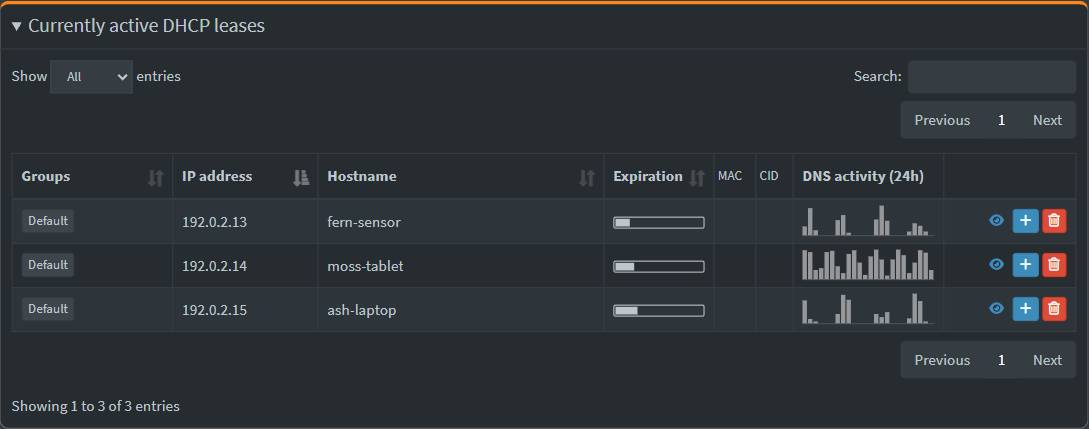 Currently active DHCP leases
Show All entries Search:
Previous 1 Next
Groups IP address Hostname Expiration MAC CID DNS activity (24h)
Default 192.0.2.13 fern-sensor
Default 192.0.2.14 moss-tablet
Default 192.0.2.15 ash-laptop
Previous 1 Next
Showing 1 to 3 of 3 entries